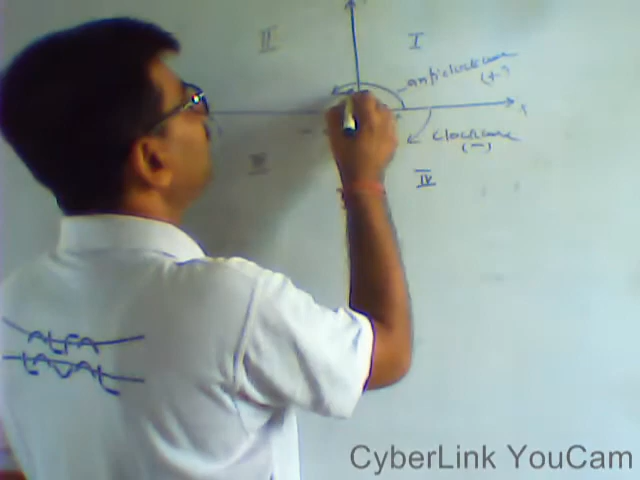 II
I
anticlockwise
(+)
x
clockwise
(-)
III
IV
ALFA
LAVAL
CyberLink YouCam